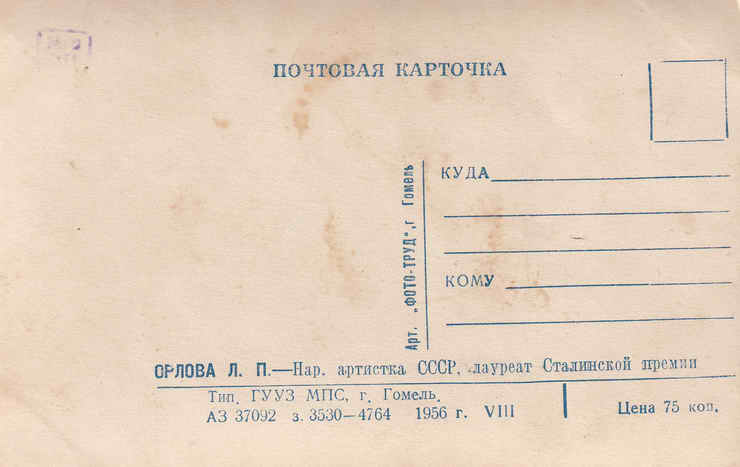 ПОЧТОВАЯ КАРТОЧКА
КУДА
КОМУ
Арт. „ФОТО-ТРУД", г Гомель
ОРЛОВА Л. П.—Нар. артистка СССР, лауреат Сталинской премии
Тип. ГУУЗ МПС, г. Гомель.
АЗ 37092 з. 3530—4764 1956 г. VIII
Цена 75 коп.